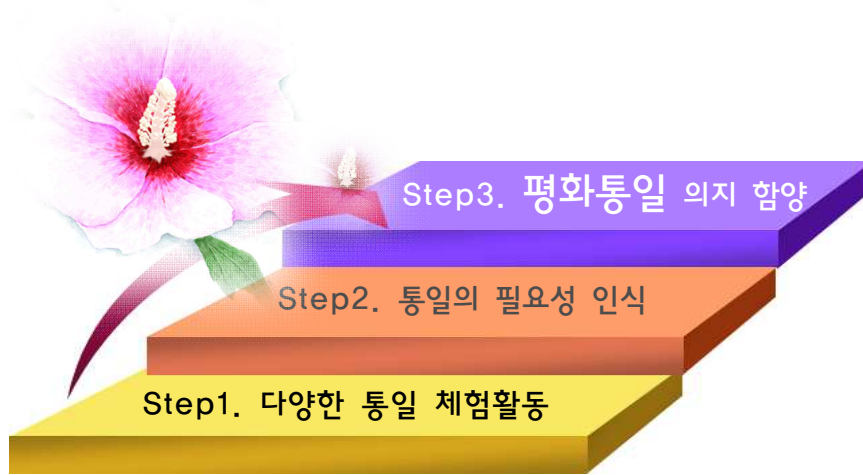 Step3. 평화통일 의지 함양
Step2. 통일의 필요성 인식
Step1. 다양한 통일 체험활동